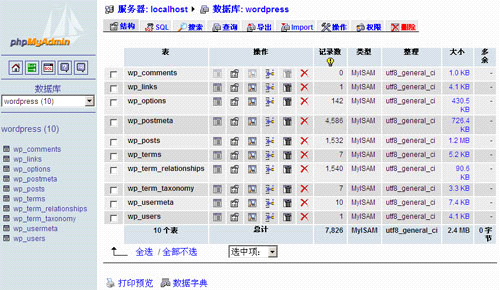 phpMyAdmin
数据库
wordpress (10)
wordpress (10)
wp_comments
wp_links
wp_options
wp_postmeta
wp_posts
wp_terms
wp_term_relationships
wp_term_taxonomy
wp_usermeta
wp_users
服务器: localhost 数据库: wordpress
结构 SQL 搜索 查询 导出 Import 操作 权限 删除
表 操作 记录数 类型 整理 大小 多余
wp_comments 0 MyISAM utf8_general_ci 1.0 KB -
wp_links 1 MyISAM utf8_general_ci 4.1 KB -
wp_options 142 MyISAM utf8_general_ci 430.5 KB -
wp_postmeta 4,586 MyISAM utf8_general_ci 726.4 KB -
wp_posts 1,532 MyISAM utf8_general_ci 1.2 MB -
wp_terms 7 MyISAM utf8_general_ci 5.2 KB -
wp_term_relationships 1,540 MyISAM utf8_general_ci 90.6 KB -
wp_term_taxonomy 7 MyISAM utf8_general_ci 3.3 KB -
wp_usermeta 10 MyISAM utf8_general_ci 7.4 KB -
wp_users 1 MyISAM utf8_general_ci 4.1 KB -
10 个表 总计 7,826 MyISAM utf8_general_ci 2.4 MB 0 字节
全选 / 全部不选 选中项:
打印预览 数据字典